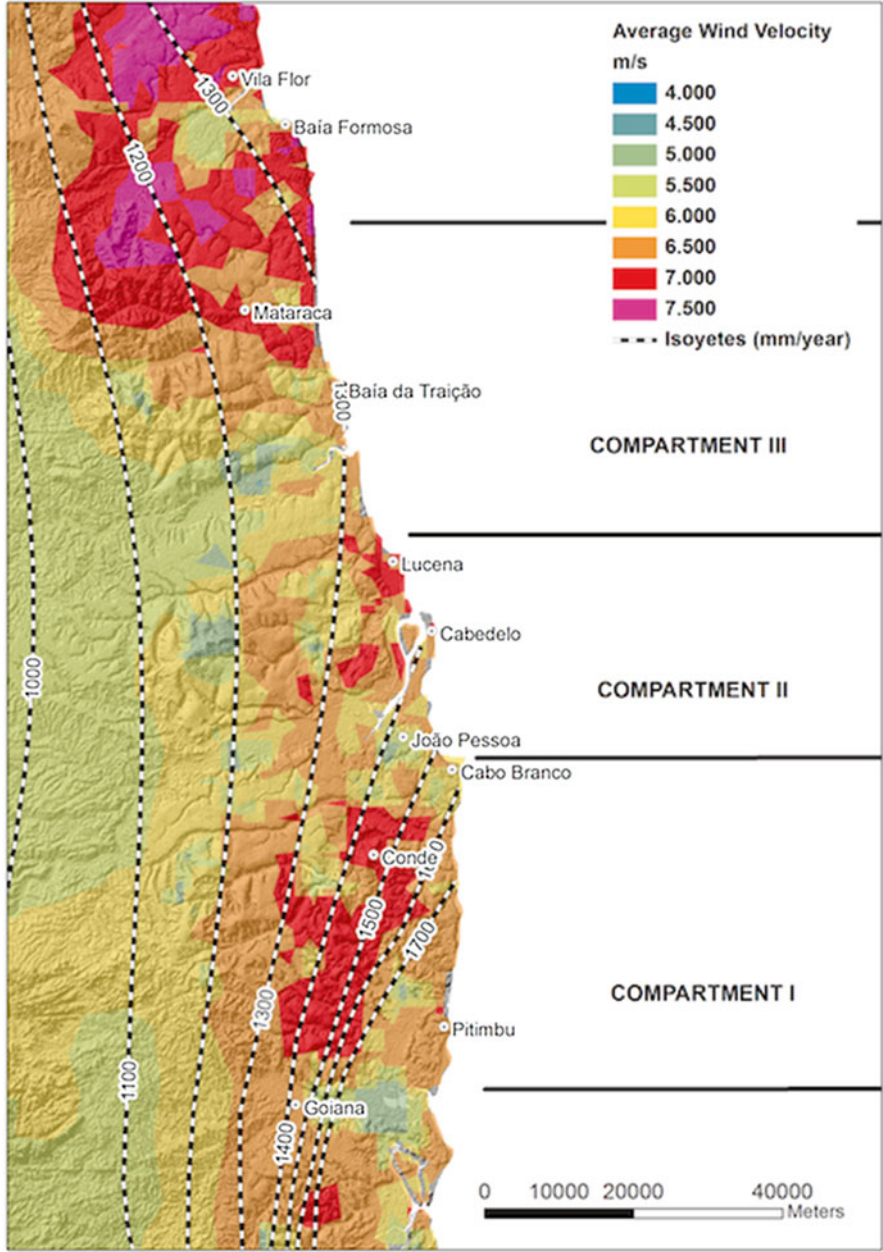 Average Wind Velocity
m/s
4.000
4.500
5.000
5.500
6.000
6.500
7.000
7.500
Isoyetes (mm/year)
Vila Flor
1300
Baía Formosa
1200
Mataraca
Baía da Traição
1300
COMPARTMENT III
Lucena
Cabedelo
1000
COMPARTMENT II
João Pessoa
Cabo Branco
Conde
1500
1700
COMPARTMENT I
1300
Pitimbu
1100
Goiana
1400
0 10000 20000 40000
Meters